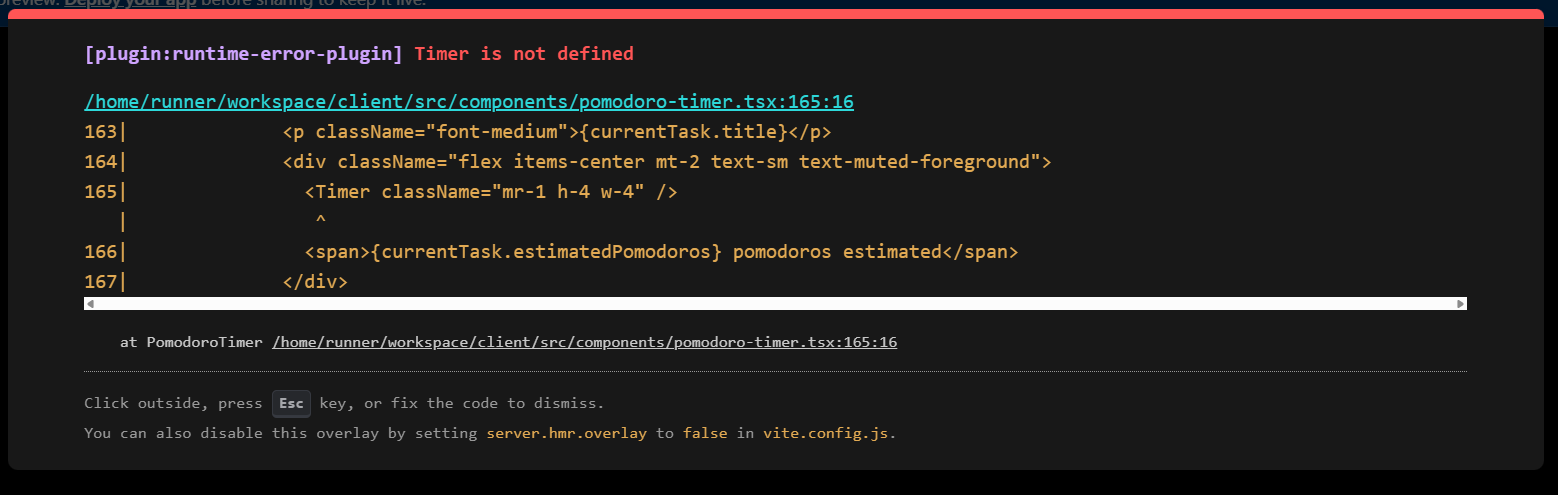 preview. Deploy your app before sharing to keep it live.
[plugin:runtime-error-plugin] Timer is not defined
/home/runner/workspace/client/src/components/pomodoro-timer.tsx:165:16
163|              <p className="font-medium">{currentTask.title}</p>
164|              <div className="flex items-center mt-2 text-sm text-muted-foreground">
165|                <Timer className="mr-1 h-4 w-4" />
   |                 ^
166|                <span>{currentTask.estimatedPomodoros} pomodoros estimated</span>
167|              </div>
at PomodoroTimer /home/runner/workspace/client/src/components/pomodoro-timer.tsx:165:16
Click outside, press Esc key, or fix the code to dismiss.
You can also disable this overlay by setting server.hmr.overlay to false in vite.config.js.